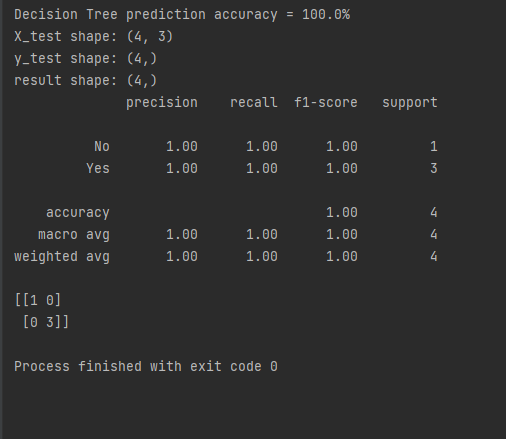 Decision Tree prediction accuracy = 100.0%
X_test shape: (4, 3)
y_test shape: (4,)
result shape: (4,)
              precision    recall  f1-score   support

          No       1.00      1.00      1.00         1
         Yes       1.00      1.00      1.00         3

    accuracy                           1.00         4
   macro avg       1.00      1.00      1.00         4
weighted avg       1.00      1.00      1.00         4

[[1 0]
 [0 3]]

Process finished with exit code 0